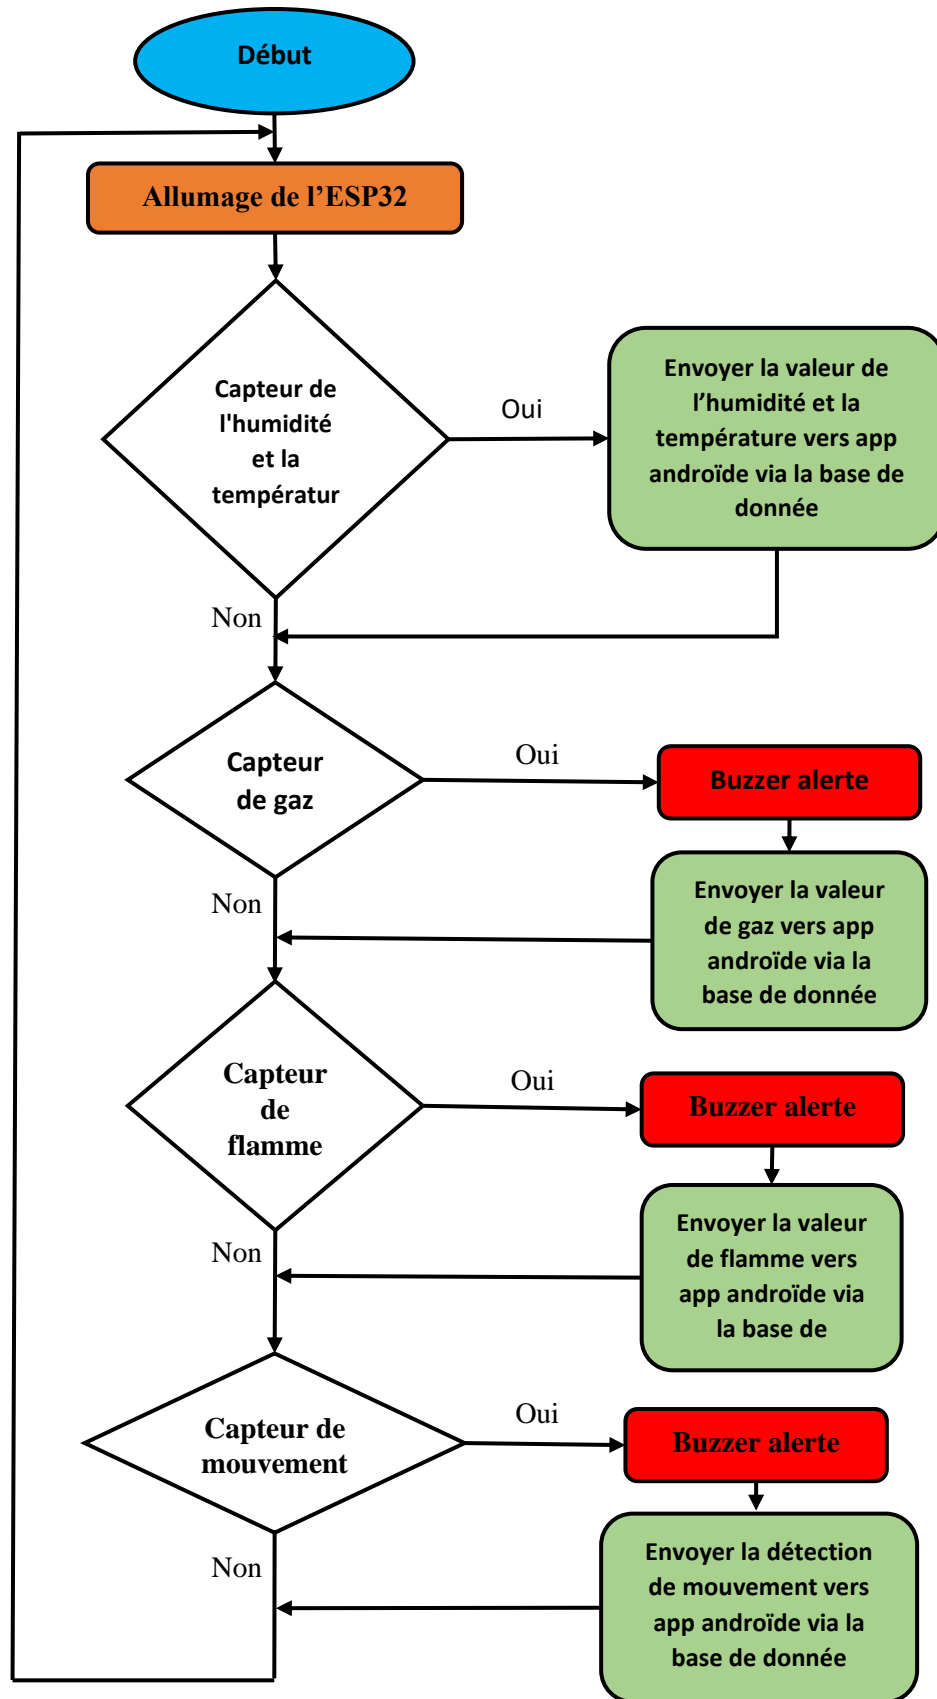 Début
Allumage de l’ESP32
Capteur de
l'humidité
et la
températur
Oui
Envoyer la valeur de
l’humidité et la
température vers app
androïde via la base de
donnée
Non
Capteur
de gaz
Oui
Buzzer alerte
Envoyer la valeur
de gaz vers app
androïde via la
base de donnée
Non
Capteur
de
flamme
Oui
Buzzer alerte
Envoyer la valeur
de flamme vers
app androïde via
la base de
Non
Capteur de
mouvement
Oui
Buzzer alerte
Envoyer la détection
de mouvement vers
app androïde via la
base de donnée
Non